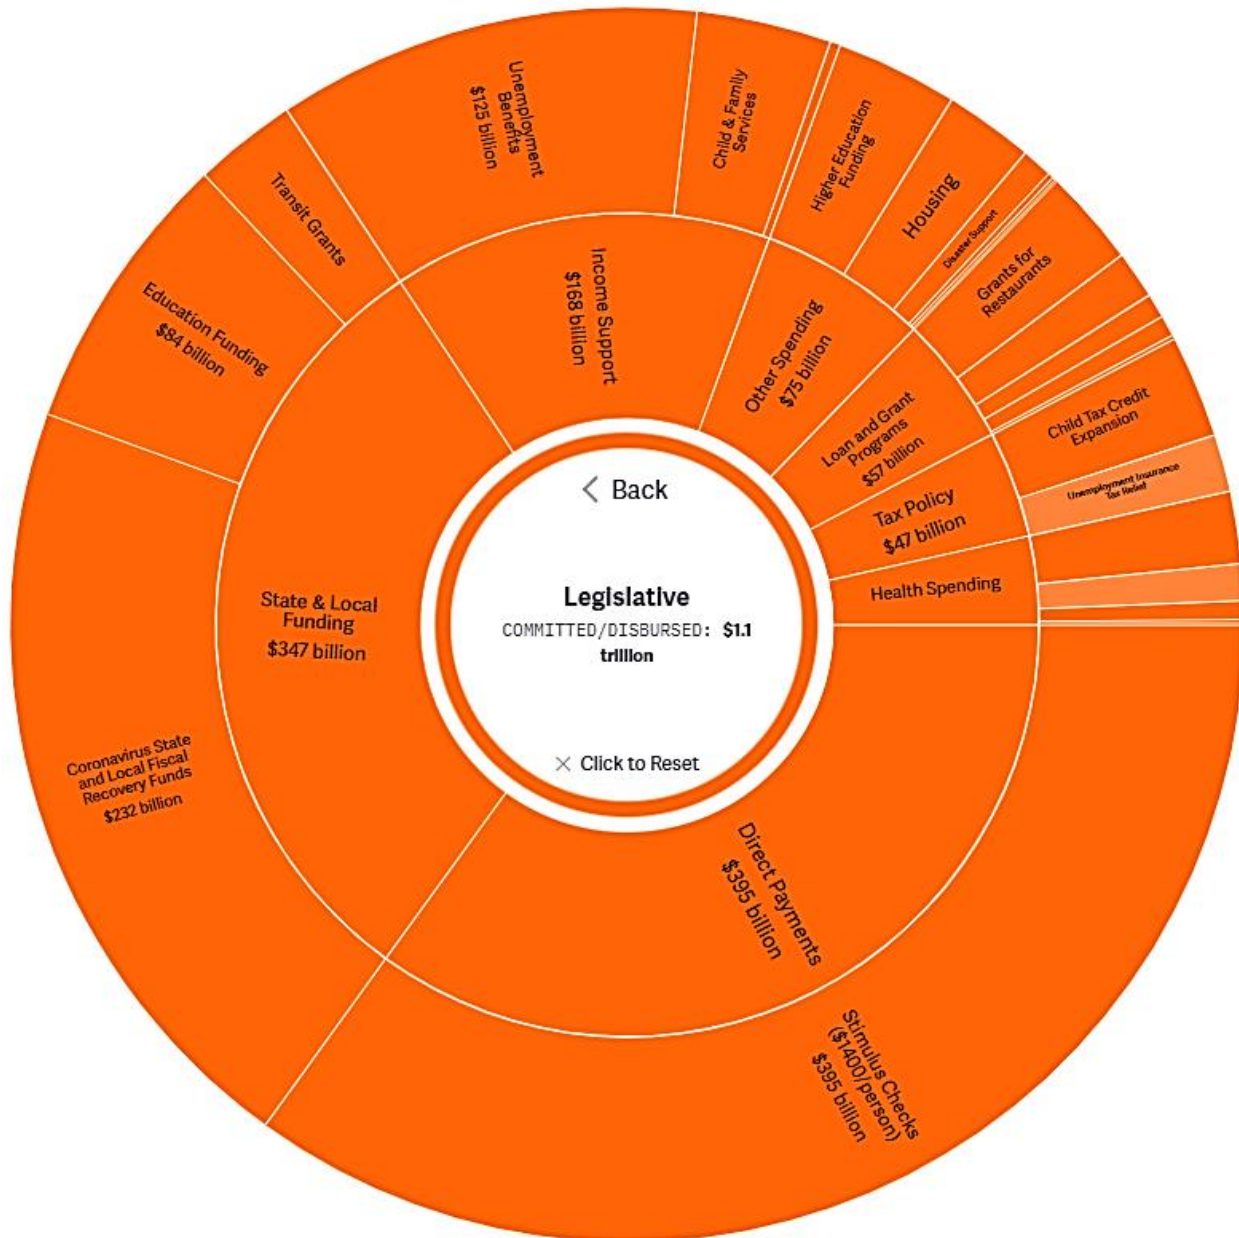 Unemployment
Benefits
$125 billion
Child & Family
Services
Higher Education
Funding
Housing
Disaster Support
Grants for
Restaurants
Child Tax Credit
Expansion
Unemployment Insurance
Tax Relief
Transit Grants
Education Funding
$84 billion
Coronavirus State
and Local Fiscal
Recovery Funds
$232 billion
Stimulus Checks
($1400/person)
$395 billion
Income Support
$168 billion
Other Spending
$75 billion
Loan and Grant
Programs
$57 billion
Tax Policy
$47 billion
Health Spending
State & Local
Funding
$347 billion
Direct Payments
$395 billion
Back
Legislative
COMMITTED/DISBURSED: $1.1
trillion
Click to Reset